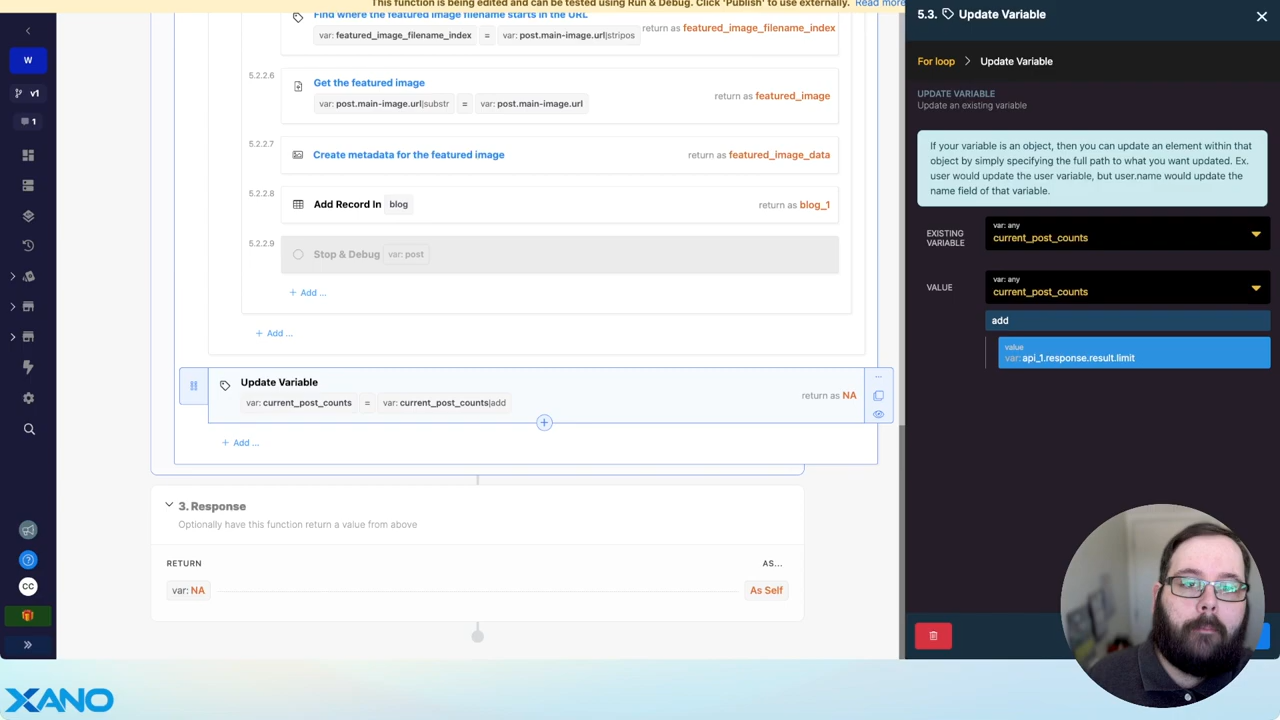 This function is being edited and can be tested using Run & Debug. Click 'Publish' to use externally. Read more
W
v1
1
CC
Find where the featured image filename starts in the URL
var: featured_image_filename_index = var: post.main-image.url|stripos
return as featured_image_filename_index
5.2.2.6
Get the featured image
var: post.main-image.url|substr = var: post.main-image.url
return as featured_image
5.2.2.7
Create metadata for the featured image
return as featured_image_data
5.2.2.8
Add Record In blog
return as blog_1
5.2.2.9
Stop & Debug var: post
+ Add ...
+ Add ...
Update Variable
var: current_post_counts = var: current_post_counts|add
return as NA
+ Add ...
3. Response
Optionally have this function return a value from above
RETURN
AS...
var: NA
As Self
XANO
5.3. Update Variable
For loop > Update Variable
UPDATE VARIABLE
Update an existing variable
If your variable is an object, then you can update an element within that
object by simply specifying the full path to what you want updated. Ex.
user would update the user variable, but user.name would update the
name field of that variable.
EXISTING
VARIABLE
var: any
current_post_counts
VALUE
var: any
current_post_counts
add
value
var: api_1.response.result.limit